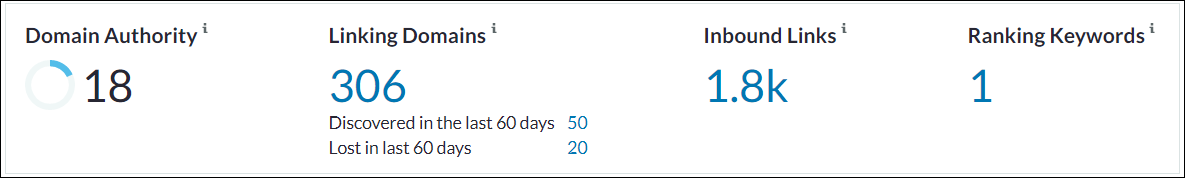 Domain Authority i
18
Linking Domains i
306
Discovered in the last 60 days 50
Lost in last 60 days 20
Inbound Links i
1.8k
Ranking Keywords i
1